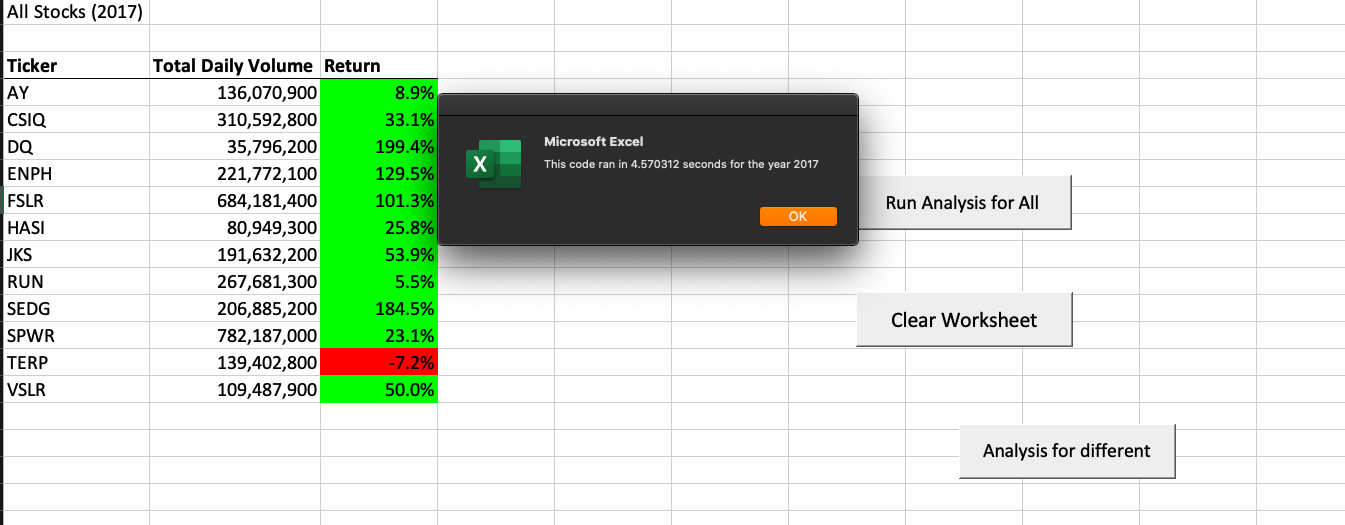 All Stocks (2017)
Ticker Total Daily Volume Return
AY 136,070,900 8.9%
CSIQ 310,592,800 33.1%
DQ 35,796,200 199.4%
ENPH 221,772,100 129.5%
FSLR 684,181,400 101.3%
HASI 80,949,300 25.8%
JKS 191,632,200 53.9%
RUN 267,681,300 5.5%
SEDG 206,885,200 184.5%
SPWR 782,187,000 23.1%
TERP 139,402,800 -7.2%
VSLR 109,487,900 50.0%
X
Microsoft Excel
This code ran in 4.570312 seconds for the year 2017
OK
Run Analysis for All
Clear Worksheet
Analysis for different